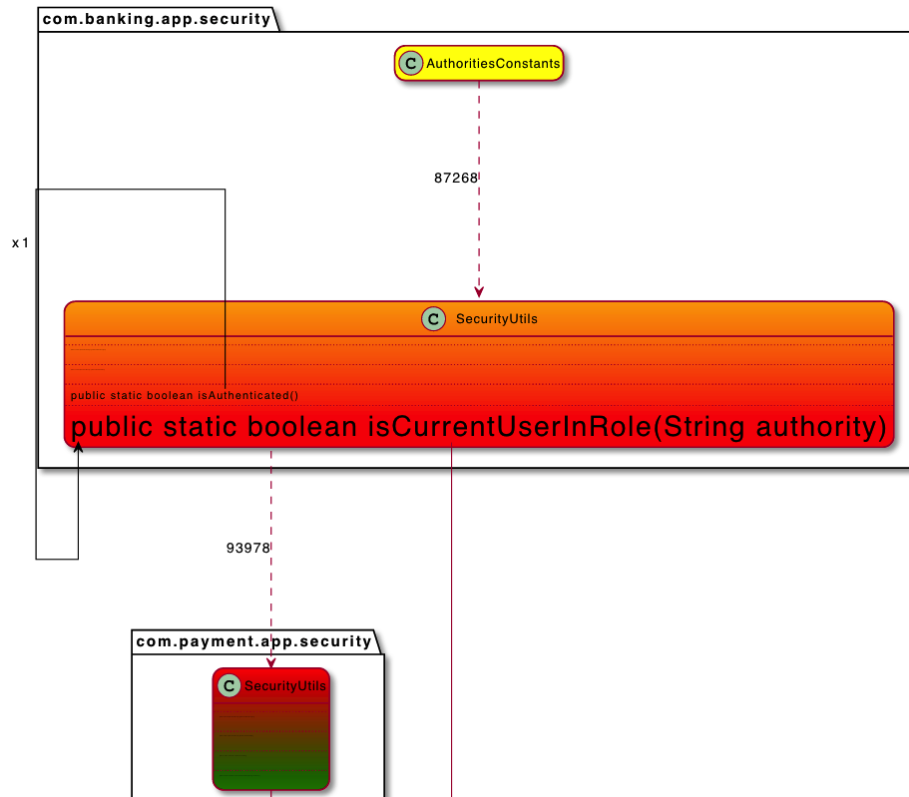 com.banking.app.security
C AuthoritiesConstants
87268
x1
C SecurityUtils
public static boolean isAuthenticated()
public static boolean isCurrentUserInRole(String authority)
93978
com.payment.app.security
C SecurityUtils